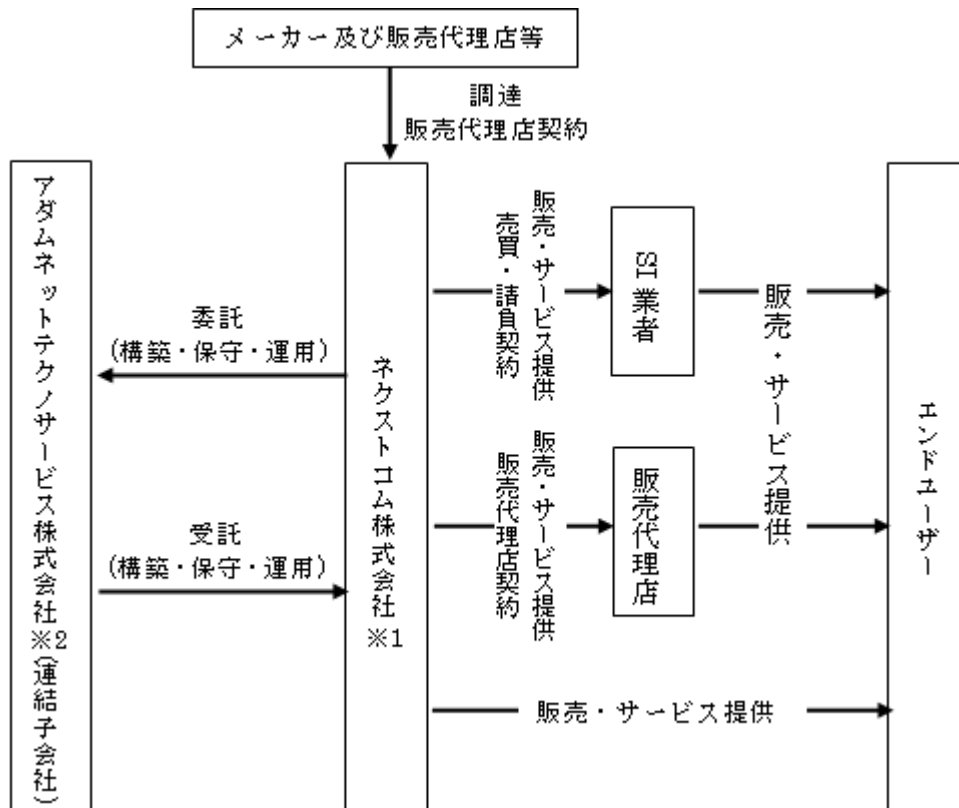 メーカー及び販売代理店等
調達
販売代理店契約
アダムネットテクノサービス株式会社※2(連結子会社)
委託
(構築・保守・運用)
受託
(構築・保守・運用)
ネクストコム株式会社
※1
販売・サービス提供
売買・請負契約
IS業者
販売・サービス提供
販売代理店契約
販売代理店
販売・サービス提供
販売・サービス提供
エンドユーザー